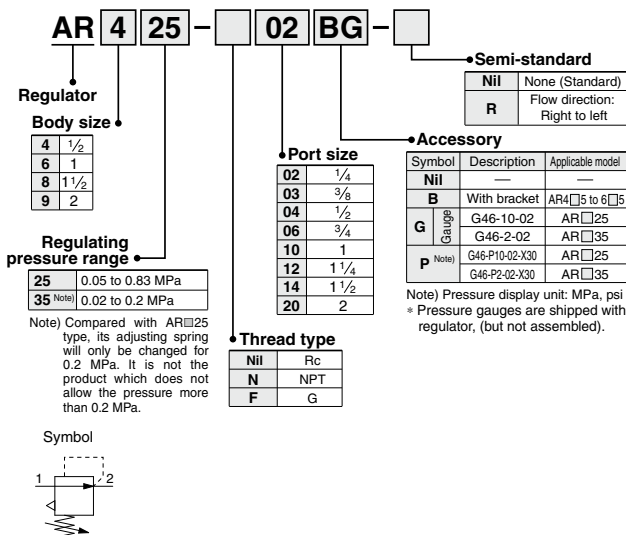 AR 4 25 - □ 02 BG - □
Semi-standard
Nil None (Standard)
R Flow direction:
Right to left
Regulator
Body size
4 1/2
6 1
8 1 1/2
9 2
Regulating
pressure range
25 0.05 to 0.83 MPa
35 Note) 0.02 to 0.2 MPa
Note) Compared with AR□25
type, its adjusting spring
will only be changed for
0.2 MPa. It is not the
product which does not
allow the pressure more
than 0.2 MPa.
Thread type
Nil Rc
N NPT
F G
Port size
02 1/4
03 3/8
04 1/2
06 3/4
10 1
12 1 1/4
14 1 1/2
20 2
Accessory
Symbol Description Applicable model
Nil — —
B With bracket AR4□5 to 6□5
G Gauge G46-10-02 AR□25
G46-2-02 AR□35
P Note) G46-P10-02-X30 AR□25
G46-P2-02-X30 AR□35
Note) Pressure display unit: MPa, psi
* Pressure gauges are shipped with
regulator, (but not assembled).
Symbol
1 2